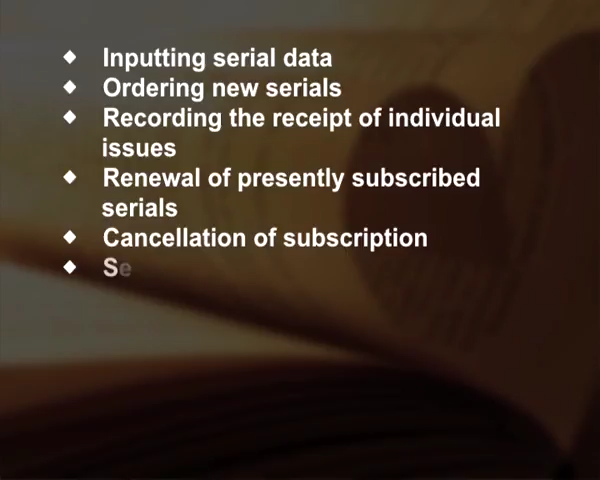 ◆ Inputting serial data
◆ Ordering new serials
◆ Recording the receipt of individual
issues
◆ Renewal of presently subscribed
serials
◆ Cancellation of subscription
◆ Se